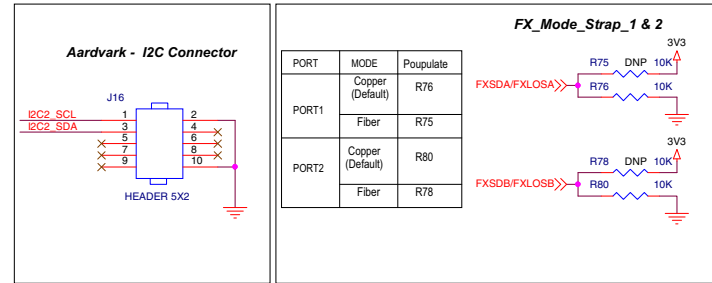 Aardvark - I2C Connector
J16
I2C2_SCL 1 2
I2C2_SDA 3 4
5 6
7 8
9 10
HEADER 5X2
FX_Mode_Strap_1 & 2
PORT MODE Poupulate
PORT1 Copper (Default) R76
Fiber R75
PORT2 Copper (Default) R80
Fiber R78
3V3
R75 DNP 10K
FXSDA/FXLOSA R76 10K
3V3
R78 DNP 10K
FXSDB/FXLOSB R80 10K